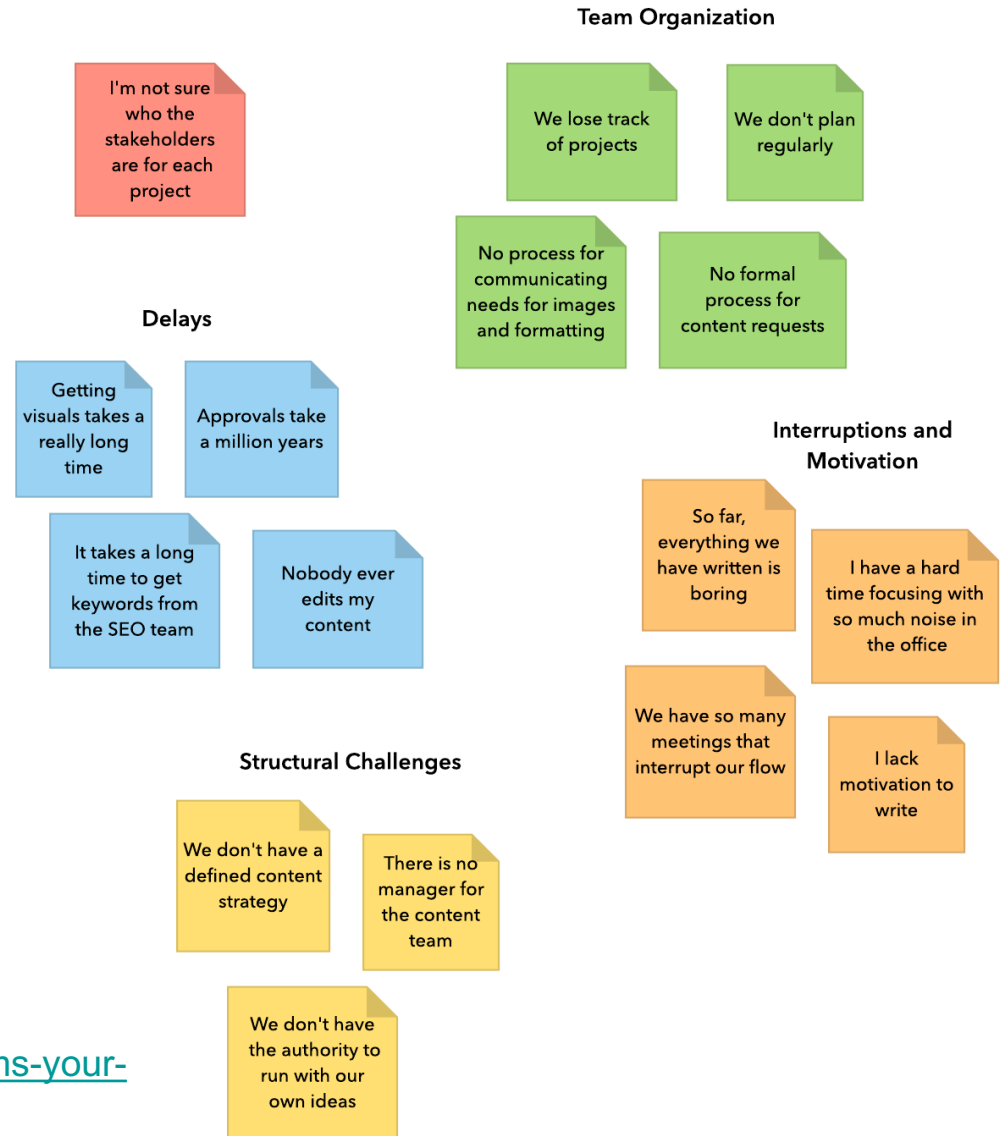 Team Organization
I'm not sure
who the
stakeholders
are for each
project
We lose track
of projects
We don't plan
regularly
No process for
communicating
needs for images
and formatting
No formal
process for
content requests
Delays
Getting
visuals takes a
really long
time
Approvals take
a million years
It takes a long
time to get
keywords from
the SEO team
Nobody ever
edits my
content
Interruptions and
Motivation
So far,
everything we
have written is
boring
I have a hard
time focusing with
so much noise in
the office
We have so many
meetings that
interrupt our flow
I lack
motivation to
write
Structural Challenges
We don't have a
defined content
strategy
There is no
manager for
the content
team
We don't have
the authority to
run with our
own ideas
ns-your-